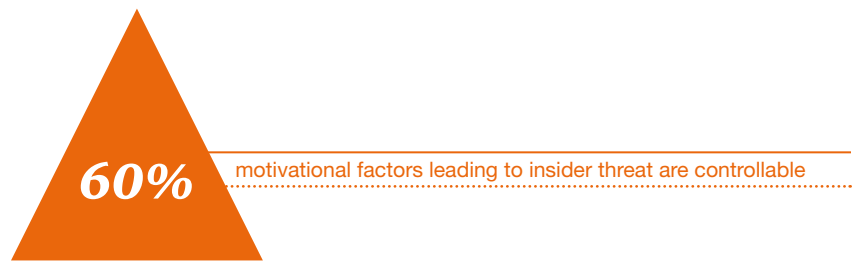 60%
motivational factors leading to insider threat are controllable